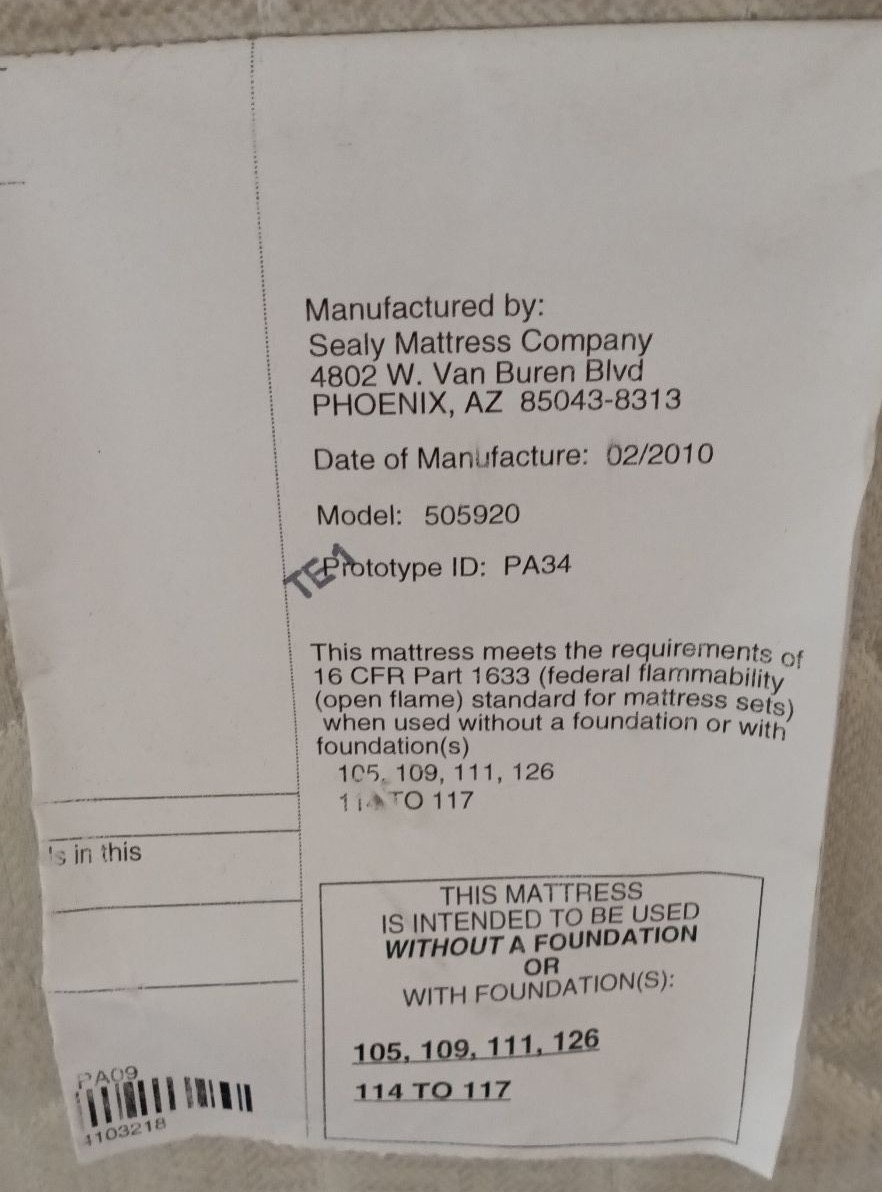 Manufactured by:
Sealy Mattress Company
4802 W. Van Buren Blvd
PHOENIX, AZ 85043-8313
Date of Manufacture: 02/2010
Model: 505920
TE-1
Prototype ID: PA34
This mattress meets the requirements of
16 CFR Part 1633 (federal flammability
(open flame) standard for mattress sets)
when used without a foundation or with
foundation(s)
105, 109, 111, 126
114 TO 117
's in this
THIS MATTRESS
IS INTENDED TO BE USED
WITHOUT A FOUNDATION
OR
WITH FOUNDATION(S):
105, 109, 111, 126
114 TO 117
PA09
4103218